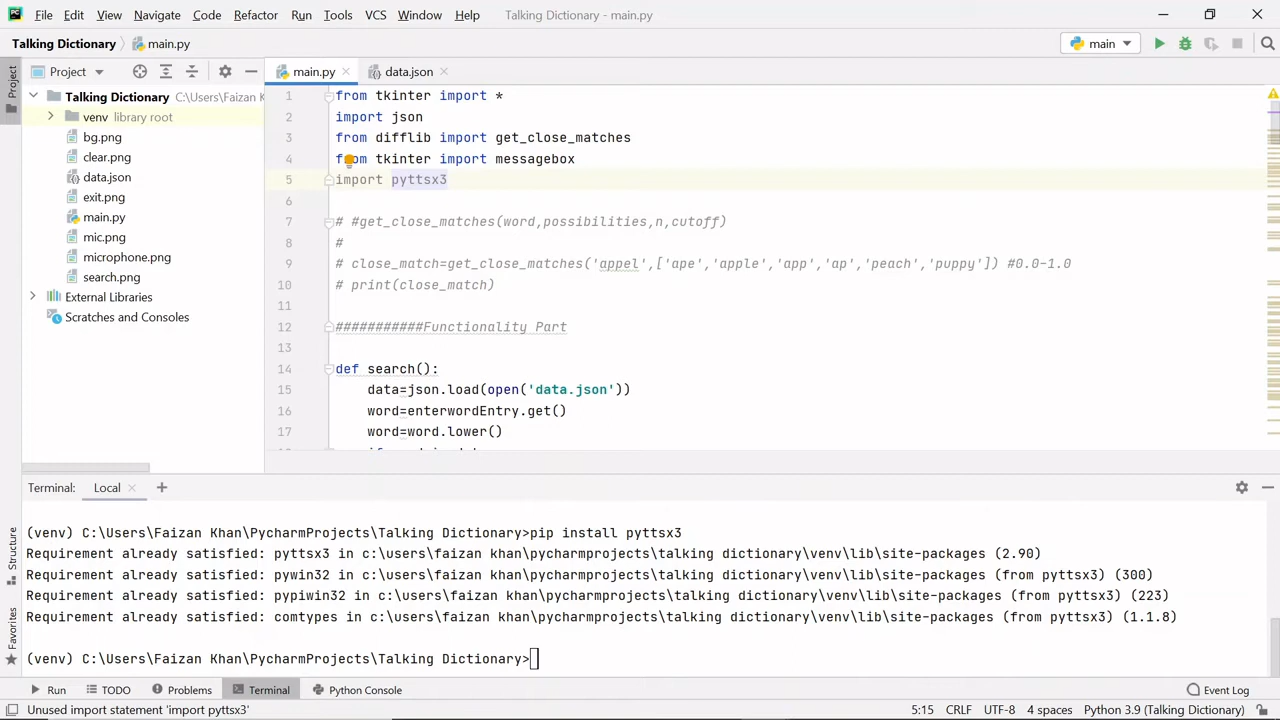 File Edit View Navigate Code Refactor Run Tools VCS Window Help Talking Dictionary - main.py
Talking Dictionary main.py main
Project main.py data.json
Project
Talking Dictionary C:\Users\Faizan K
venv library root
bg.png
clear.png
data.json
exit.png
main.py
mic.png
microphone.png
search.png
External Libraries
Scratches and Consoles
1 from tkinter import *
2 import json
3 from difflib import get_close_matches
4 from tkinter import messagebox
5 import pyttsx3
6
7 # #get_close_matches(word,possibilities,n,cutoff)
8 #
9 # close_match=get_close_matches('appel',['ape','apple','app','ap','peach','puppy']) #0.0-1.0
10 # print(close_match)
11
12 ###########Functionality Part
13
14 def search():
15 data=json.load(open('data.json'))
16 word=enterwordEntry.get()
17 word=word.lower()
Terminal: Local
(venv) C:\Users\Faizan Khan\PycharmProjects\Talking Dictionary>pip install pyttsx3
Requirement already satisfied: pyttsx3 in c:\users\faizan khan\pycharmprojects\talking dictionary\venv\lib\site-packages (2.90)
Requirement already satisfied: pywin32 in c:\users\faizan khan\pycharmprojects\talking dictionary\venv\lib\site-packages (from pyttsx3) (300)
Requirement already satisfied: pypiwin32 in c:\users\faizan khan\pycharmprojects\talking dictionary\venv\lib\site-packages (from pyttsx3) (223)
Requirement already satisfied: comtypes in c:\users\faizan khan\pycharmprojects\talking dictionary\venv\lib\site-packages (from pyttsx3) (1.1.8)
(venv) C:\Users\Faizan Khan\PycharmProjects\Talking Dictionary>
Structure
Favorites
Run TODO Problems Terminal Python Console Event Log
Unused import statement 'import pyttsx3' 5:15 CRLF UTF-8 4 spaces Python 3.9 (Talking Dictionary)